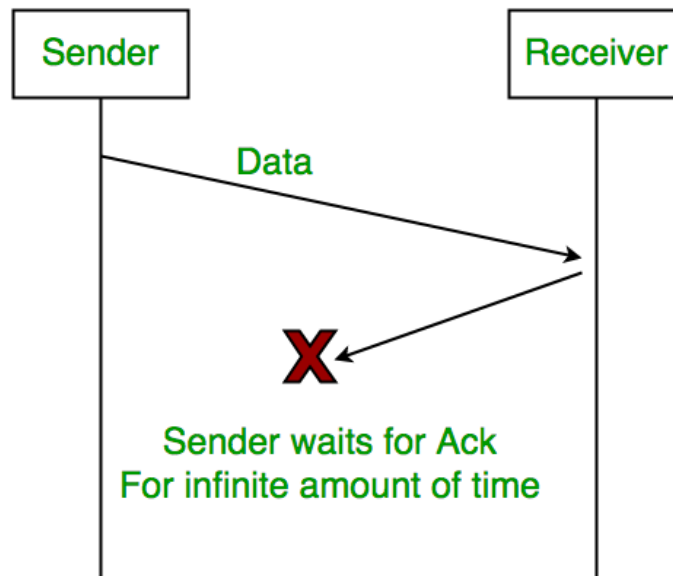 Sender
Receiver
Data
X
Sender waits for Ack
For infinite amount of time